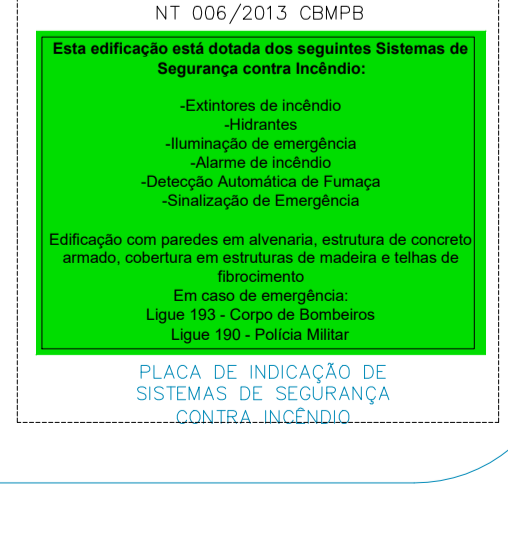 NT 006/2013 CBMPB
Esta edificação está dotada dos seguintes Sistemas de
Segurança contra Incêndio:
-Extintores de incêndio
-Hidrantes
-Iluminação de emergência
-Alarme de incêndio
-Detecção Automática de Fumaça
-Sinalização de Emergência
Edificação com paredes em alvenaria, estrutura de concreto
armado, cobertura em estruturas de madeira e telhas de
fibrocimento
Em caso de emergência:
Ligue 193 - Corpo de Bombeiros
Ligue 190 - Polícia Militar
PLACA DE INDICAÇÃO DE
SISTEMAS DE SEGURANÇA
CONTRA INCÊNDIO